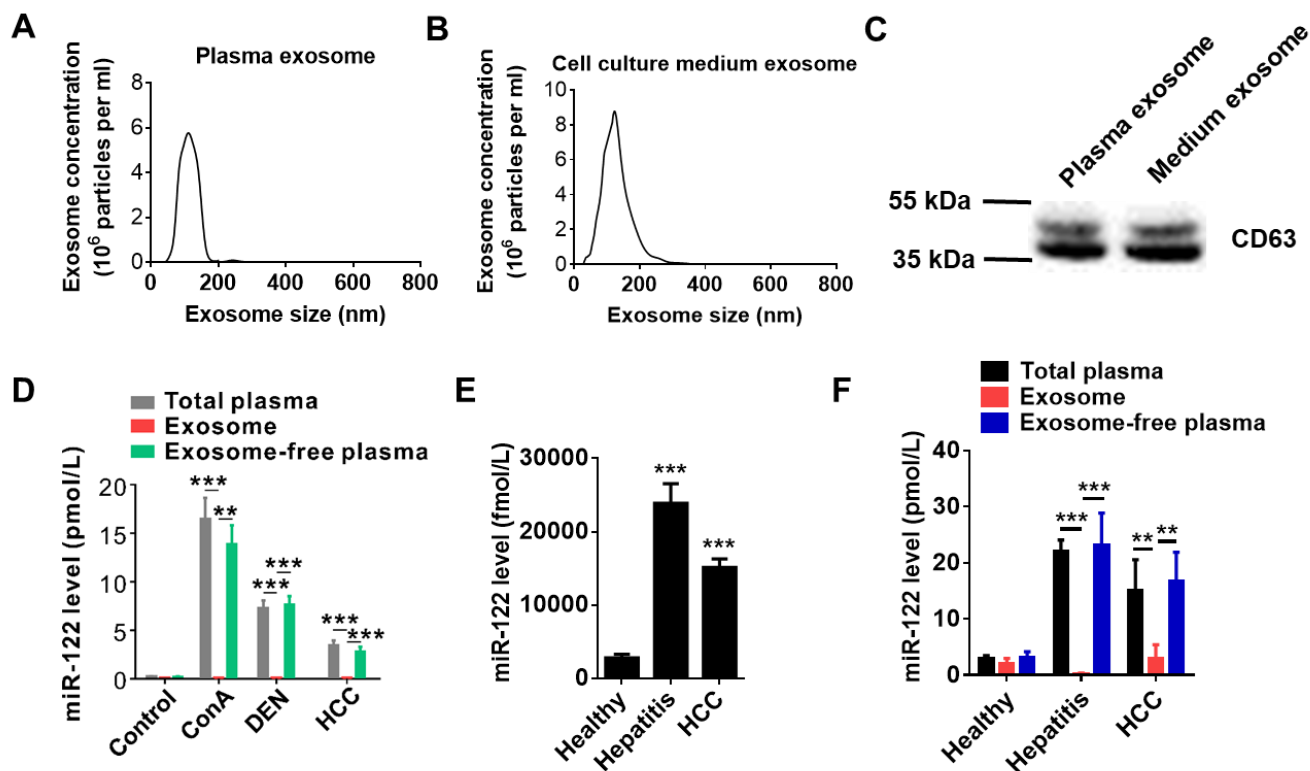 A
Plasma exosome
Exosome concentration
(10⁶ particles per ml)
8
6
4
2
0
0 200 400 600 800
Exosome size (nm)
B
Cell culture medium exosome
Exosome concentration
(10⁶ particles per ml)
10
8
6
4
2
0
0 200 400 600 800
Exosome size (nm)
C
Plasma exosome
Medium exosome
55 kDa
35 kDa
CD63
D
Total plasma
Exosome
Exosome-free plasma
miR-122 level (pmol/L)
20
15
10
5
0
***
**
***
***
***
***
Control
ConA
DEN
HCC
E
miR-122 level (fmol/L)
30000
20000
10000
0
***
***
Healthy
Hepatitis
HCC
F
Total plasma
Exosome
Exosome-free plasma
miR-122 level (pmol/L)
40
30
20
10
0
***
***
**
**
Healthy
Hepatitis
HCC